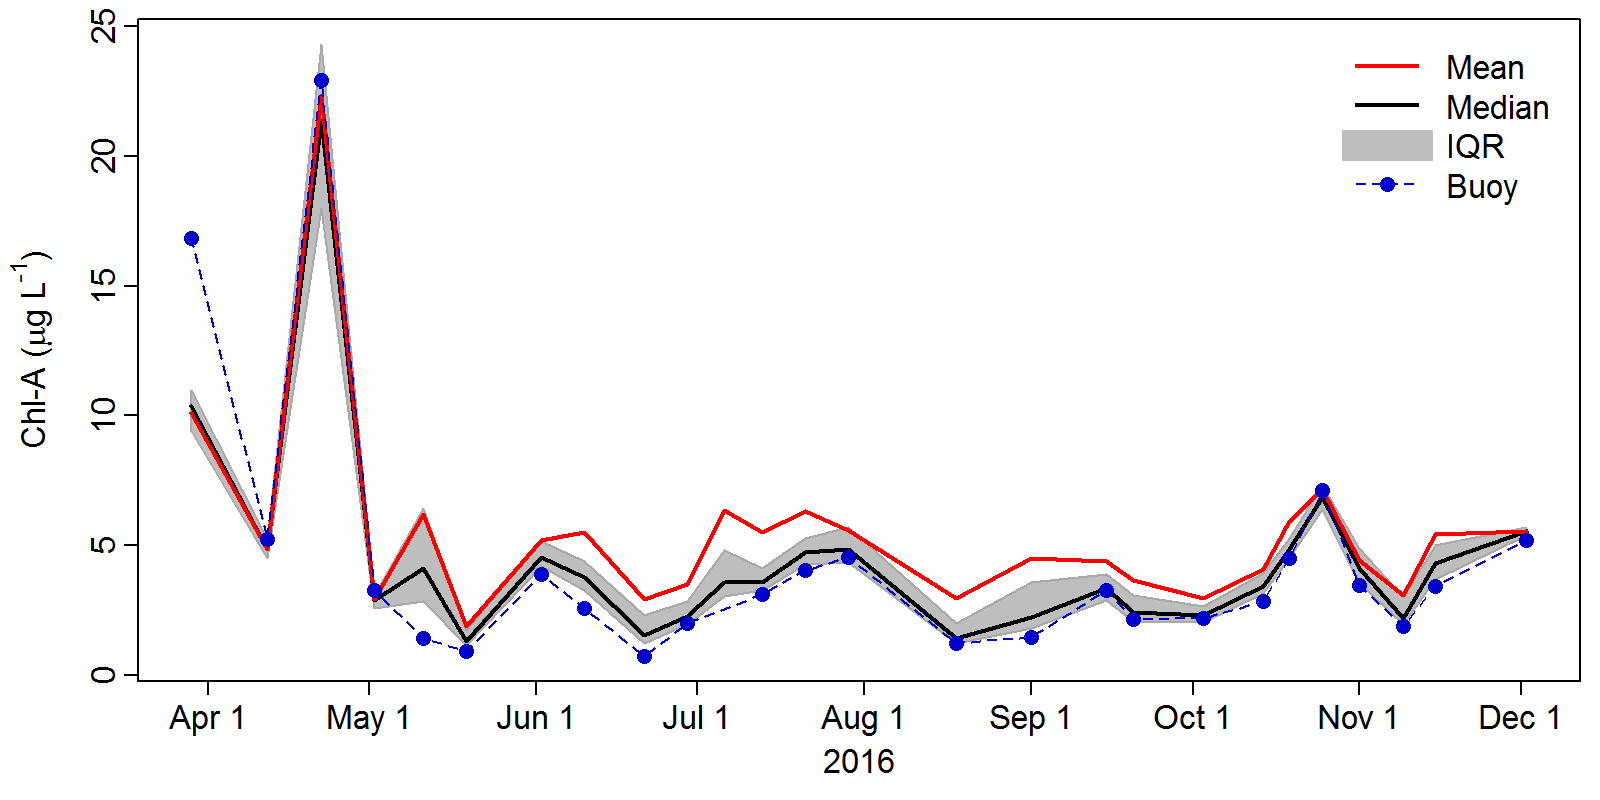 25
20
15
10
5
0
Chl-A (μg L⁻¹)
Mean
Median
IQR
Buoy
Apr 1 May 1 Jun 1 Jul 1 Aug 1 Sep 1 Oct 1 Nov 1 Dec 1
2016